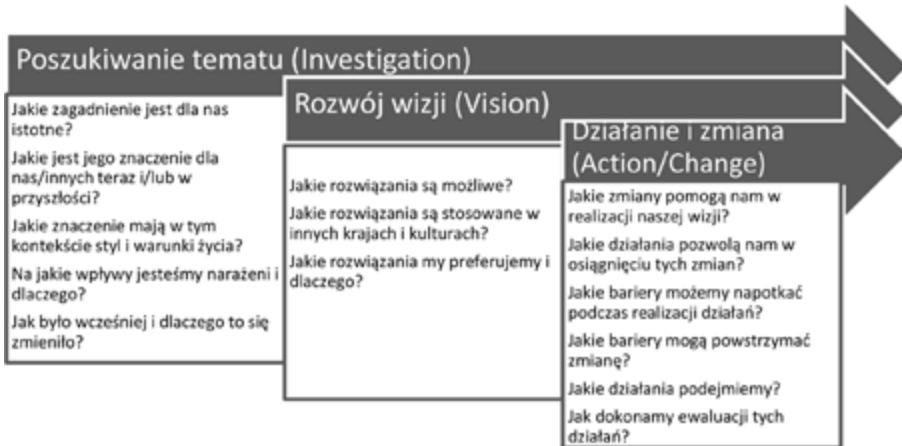 Poszukiwanie tematu (Investigation)
Jakie zagadnienie jest dla nas
istotne?
Jakie jest jego znaczenie dla
nas/innych teraz i/lub w
przyszłości?
Jakie znaczenie mają w tym
kontekście styl i warunki życia?
Na jakie wpływy jesteśmy narażeni i
dlaczego?
Jak było wcześniej i dlaczego to się
zmieniło?
Rozwój wizji (Vision)
Jakie rozwiązania są możliwe?
Jakie rozwiązania są stosowane w
innych krajach i kulturach?
Jakie rozwiązania my preferujemy i
dlaczego?
Działanie i zmiana
(Action/Change)
Jakie zmiany pomogą nam w
realizacji naszej wizji?
Jakie działania pozwolą nam w
osiągnięciu tych zmian?
Jakie bariery możemy napotkać
podczas realizacji działań?
Jakie bariery mogą powstrzymać
zmianę?
Jakie działania podejmiemy?
Jak dokonamy ewaluacji tych
działań?